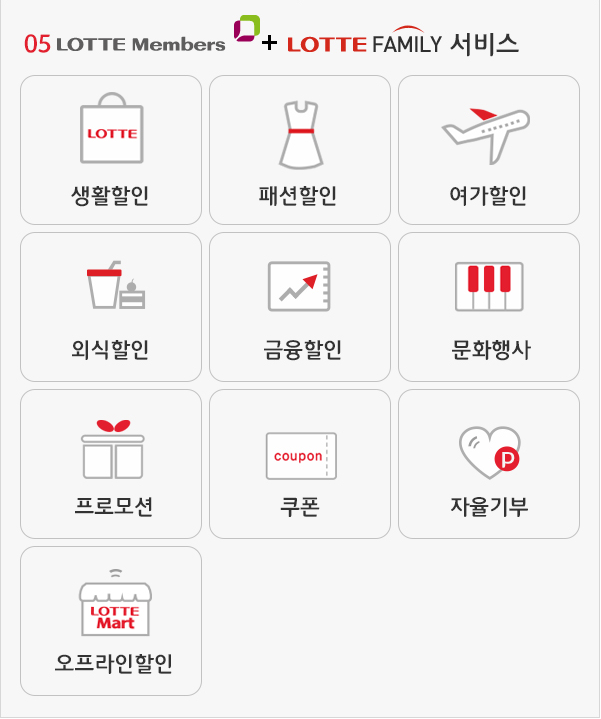 05 LOTTE Members + LOTTE FAMILY 서비스
LOTTE
생활할인
패션할인
여가할인
외식할인
금융할인
문화행사
프로모션
coupon
쿠폰
P
자율기부
LOTTE
Mart
오프라인할인